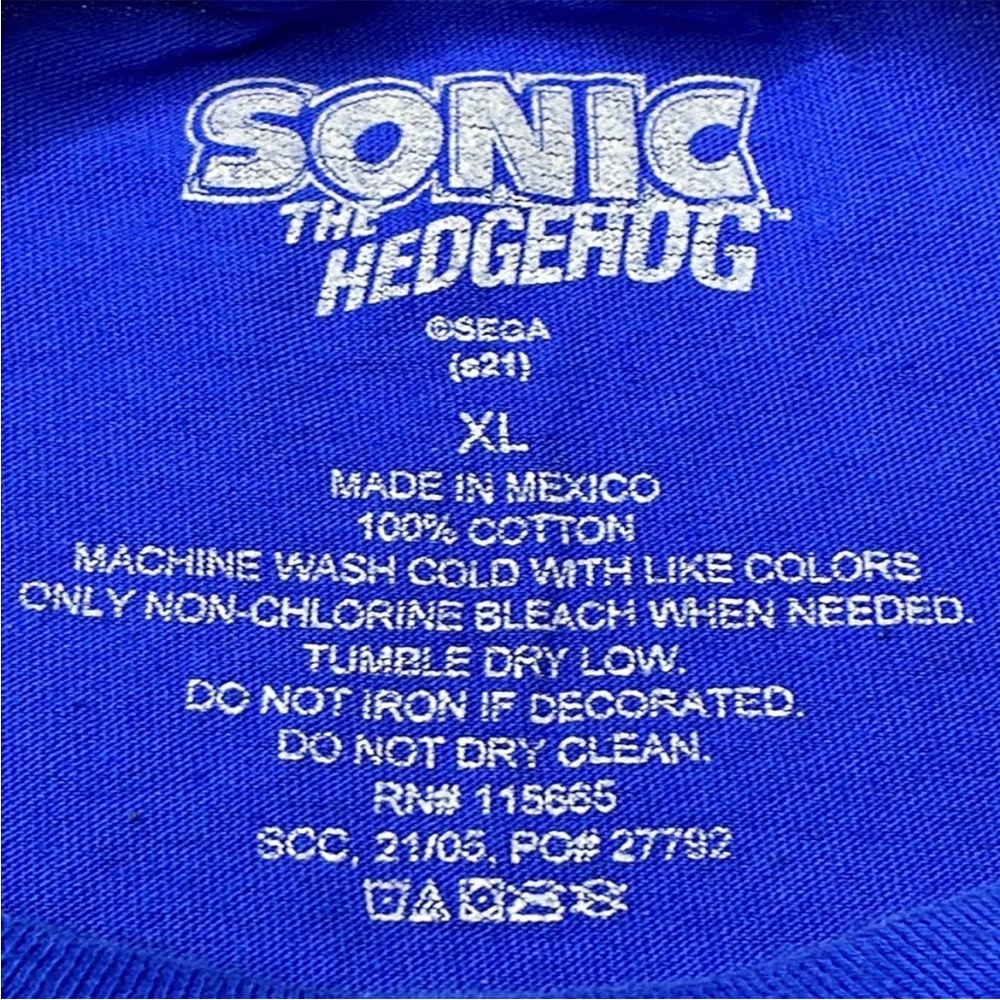 SONIC
THE
HEDGEHOG™
©SEGA
(s21)
XL
MADE IN MEXICO
100% COTTON
MACHINE WASH COLD WITH LIKE COLORS
ONLY NON-CHLORINE BLEACH WHEN NEEDED.
TUMBLE DRY LOW.
DO NOT IRON IF DECORATED.
DO NOT DRY CLEAN.
RN# 115665
SCC, 21/05, PO# 27792